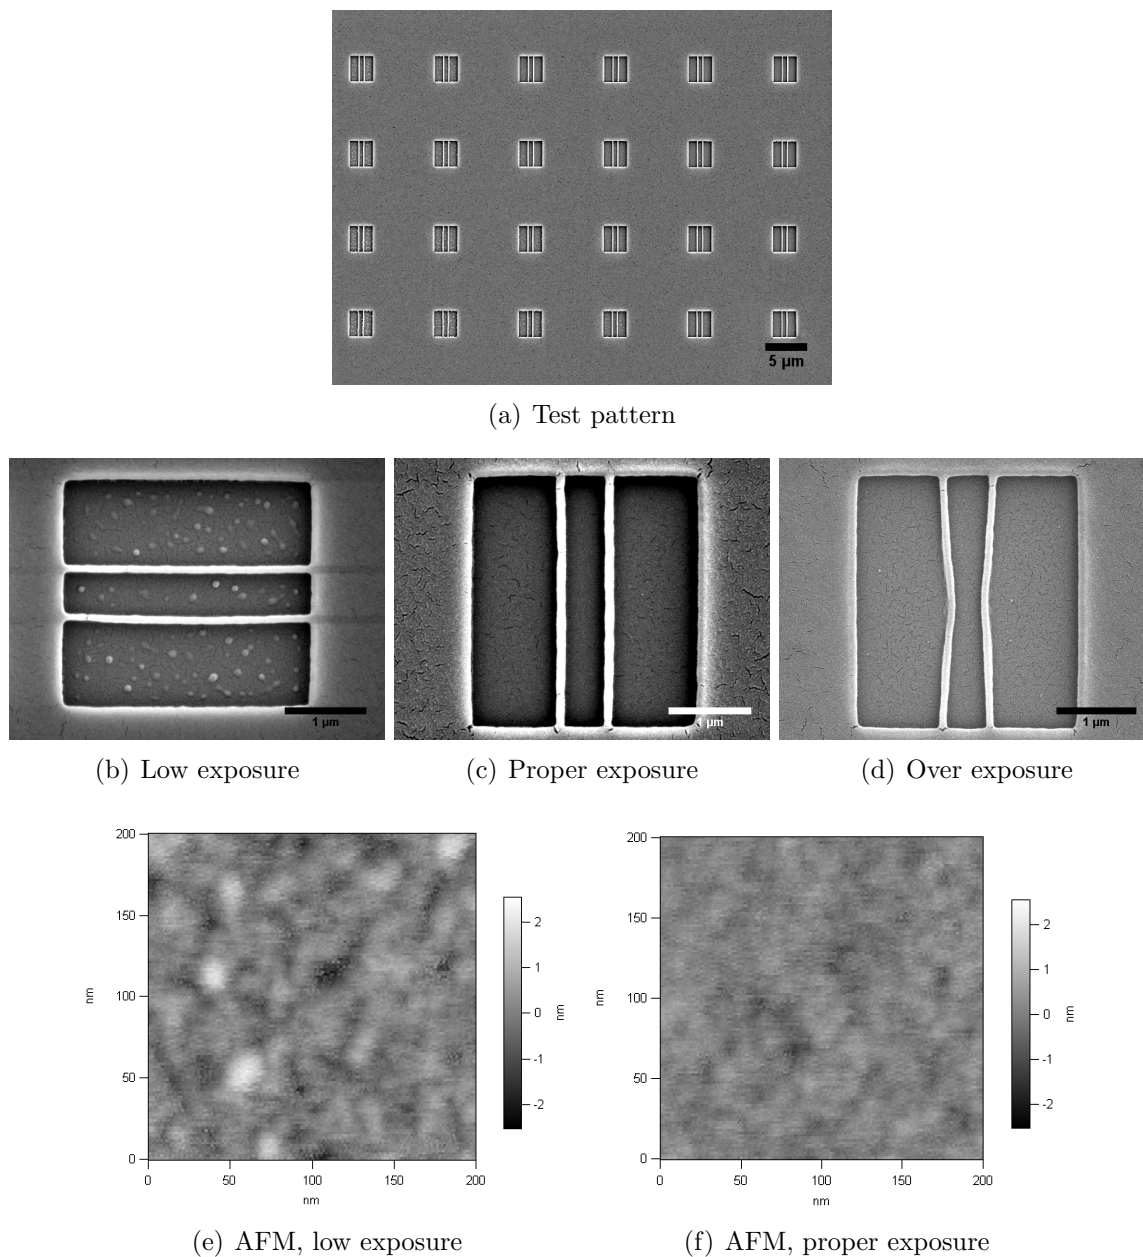 5 µm
(a) Test pattern
1 µm
1 µm
1 µm
(b) Low exposure
(c) Proper exposure
(d) Over exposure
200
150
100
50
0
nm
0
50
100
150
200
nm
2
1
0
-1
-2
nm
200
150
100
50
0
nm
0
50
100
150
200
nm
2
1
0
-1
-2
nm
(e) AFM, low exposure
(f) AFM, proper exposure